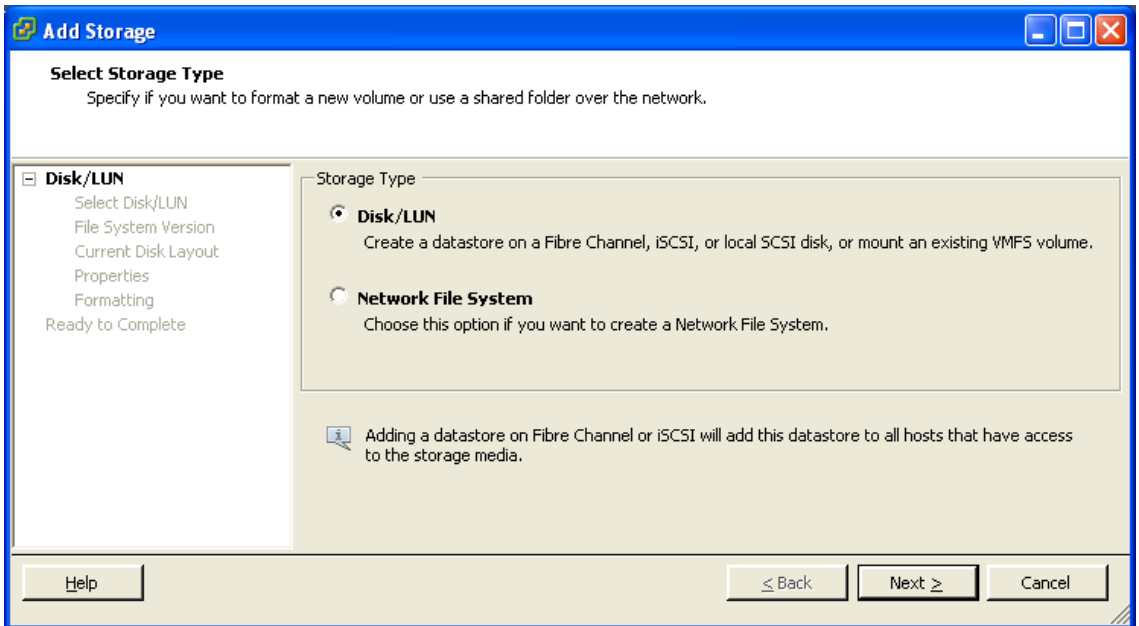 Add Storage
Select Storage Type
Specify if you want to format a new volume or use a shared folder over the network.
Disk/LUN
Select Disk/LUN
File System Version
Current Disk Layout
Properties
Formatting
Ready to Complete
Storage Type
Disk/LUN
Create a datastore on a Fibre Channel, iSCSI, or local SCSI disk, or mount an existing VMFS volume.
Network File System
Choose this option if you want to create a Network File System.
Adding a datastore on Fibre Channel or iSCSI will add this datastore to all hosts that have access
to the storage media.
Help
< Back
Next >
Cancel